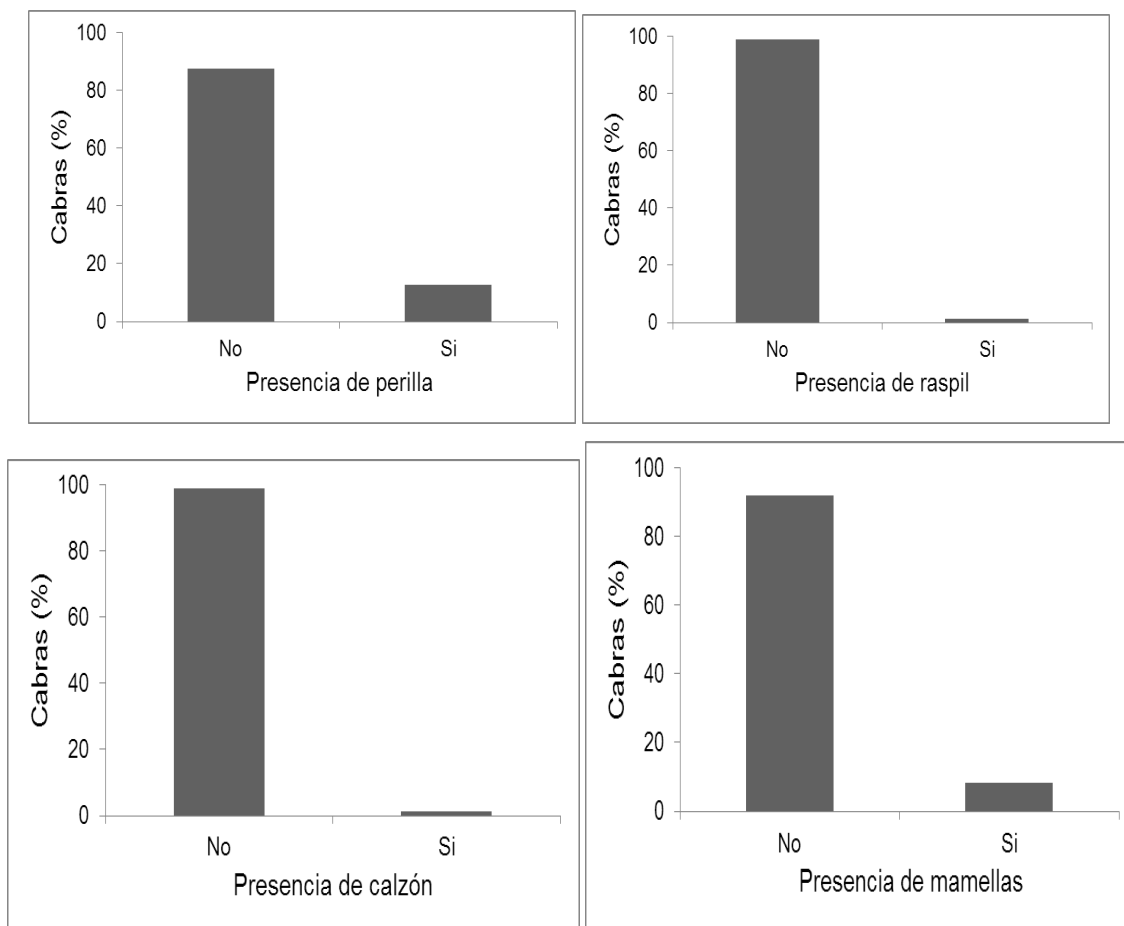 100
80
60
40
20
0
Cabras (%)
No Si
Presencia de perilla
100
80
60
40
20
0
Cabras (%)
No Si
Presencia de raspil
100
80
60
40
20
0
Cabras (%)
No Si
Presencia de calzón
100
80
60
40
20
0
Cabras (%)
No Si
Presencia de mamellas